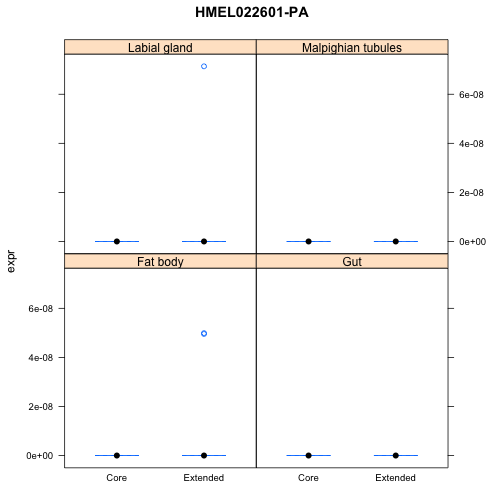 HMEL022601-PA
Labial gland
Malpighian tubules
6e-08
4e-08
2e-08
0e+00
expr
Fat body
Gut
6e-08
4e-08
2e-08
0e+00
Core
Extended
Core
Extended